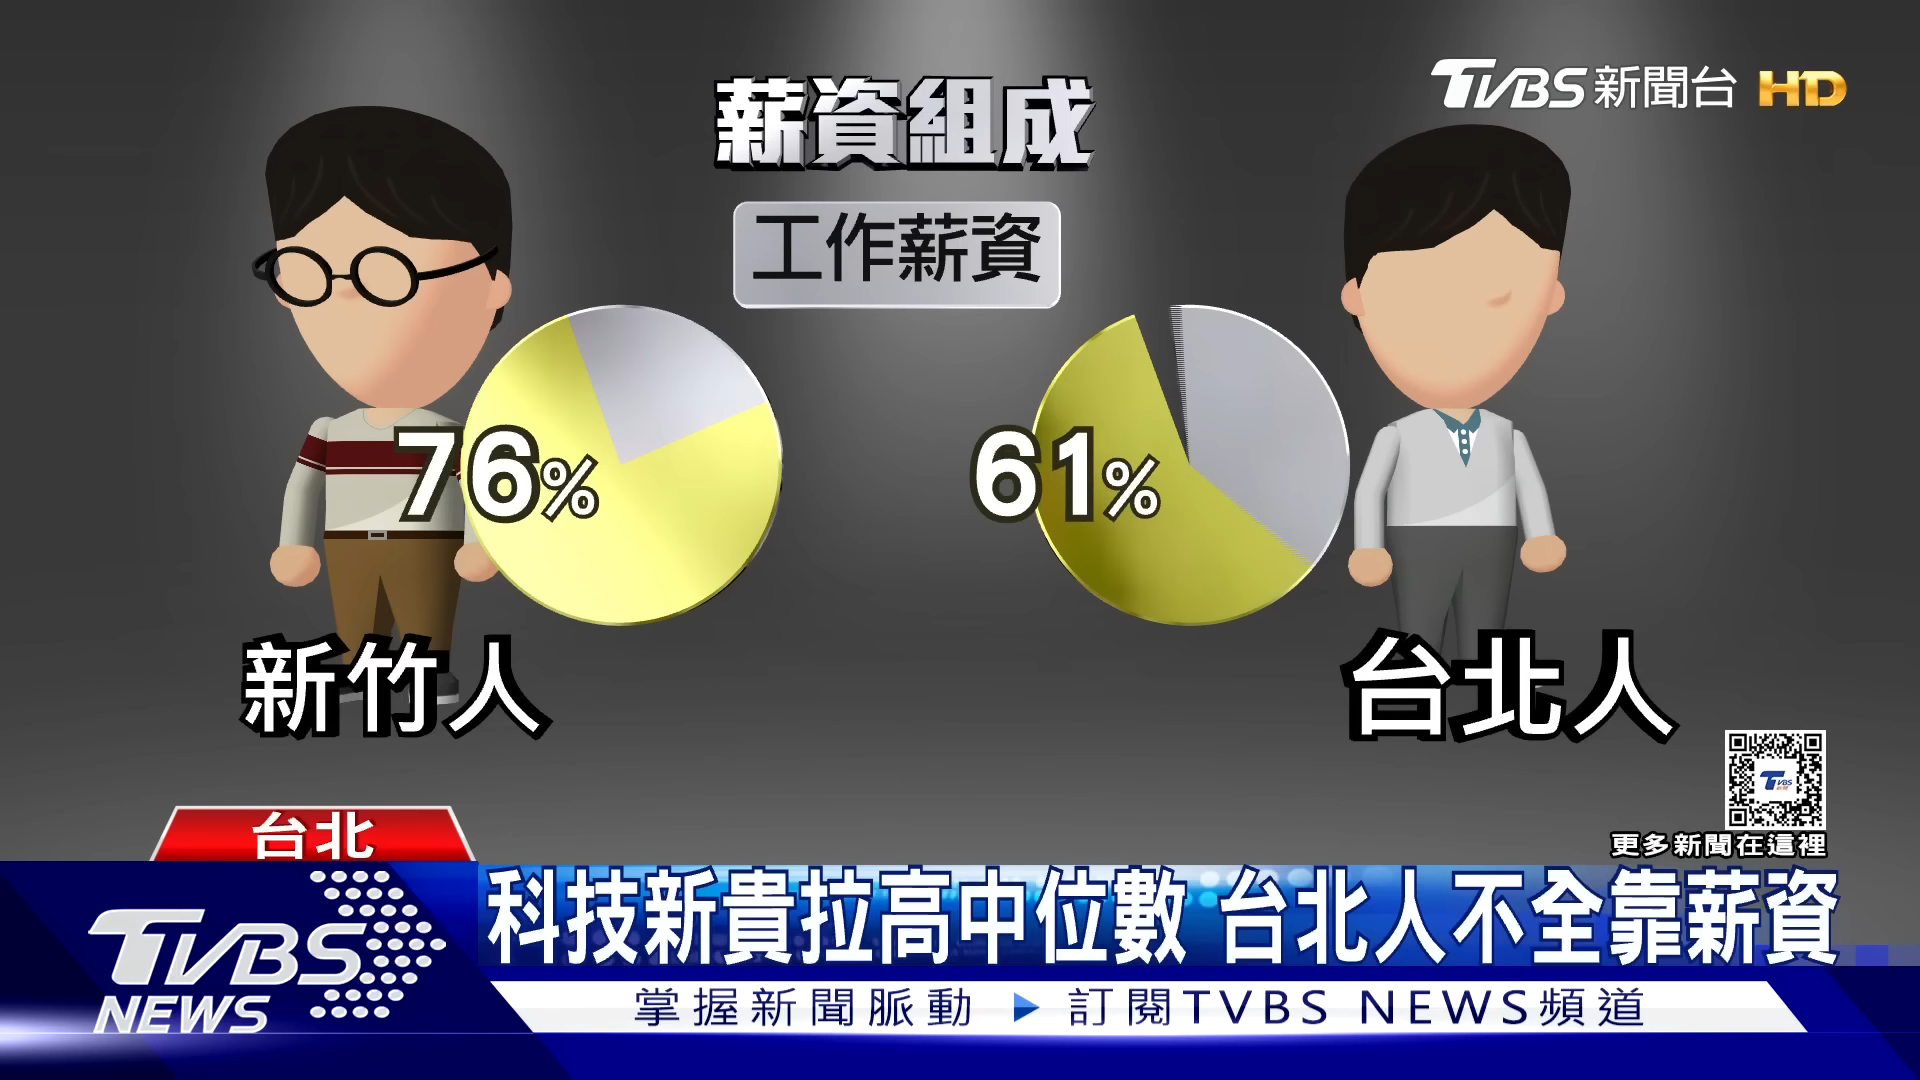 TVBS新聞台 HD
薪資組成
工作薪資
76%
61%
新竹人
台北人
TVBS
新聞
更多新聞在這裡
台北
科技新貴拉高中位數 台北人不全靠薪資
TVBS
NEWS
掌握新聞脈動 ▶ 訂閱TVBS NEWS頻道